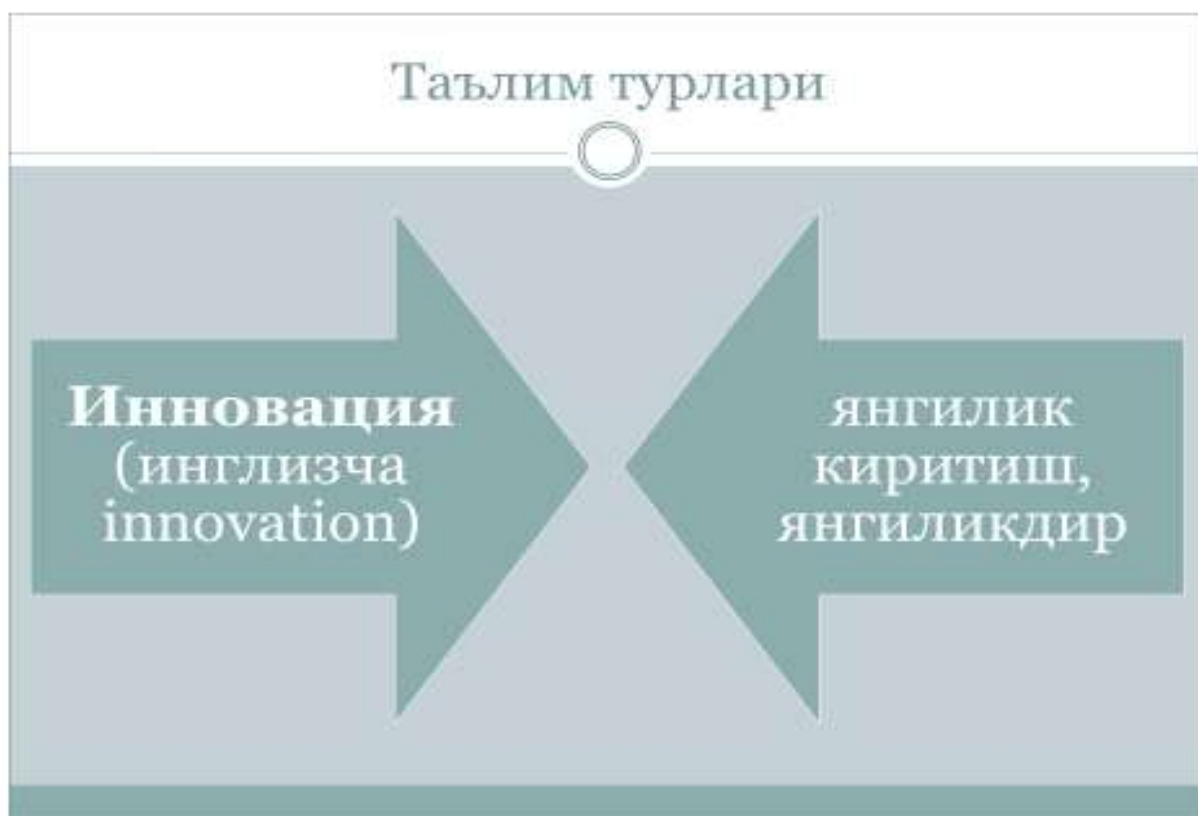 Таълим турлари
Инновация
(инглизча
innovation)
янгилик
киритиш,
янгиликдир